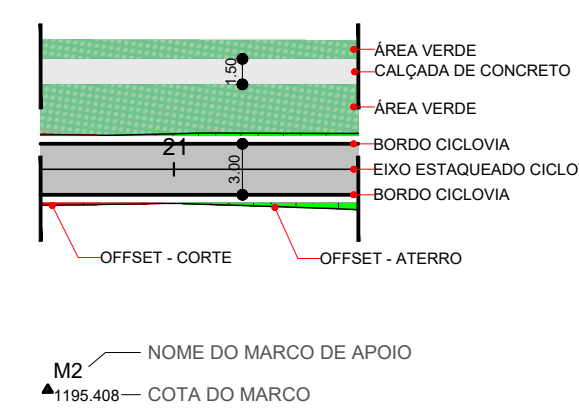 ÁREA VERDE
1.50
CALÇADA DE CONCRETO
ÁREA VERDE
BORDO CICLOVIA
21
3.00
EIXO ESTAQUEADO CICLO
BORDO CICLOVIA
OFFSET - CORTE
OFFSET - ATERRO
NOME DO MARCO DE APOIO
M2
1195.408
COTA DO MARCO